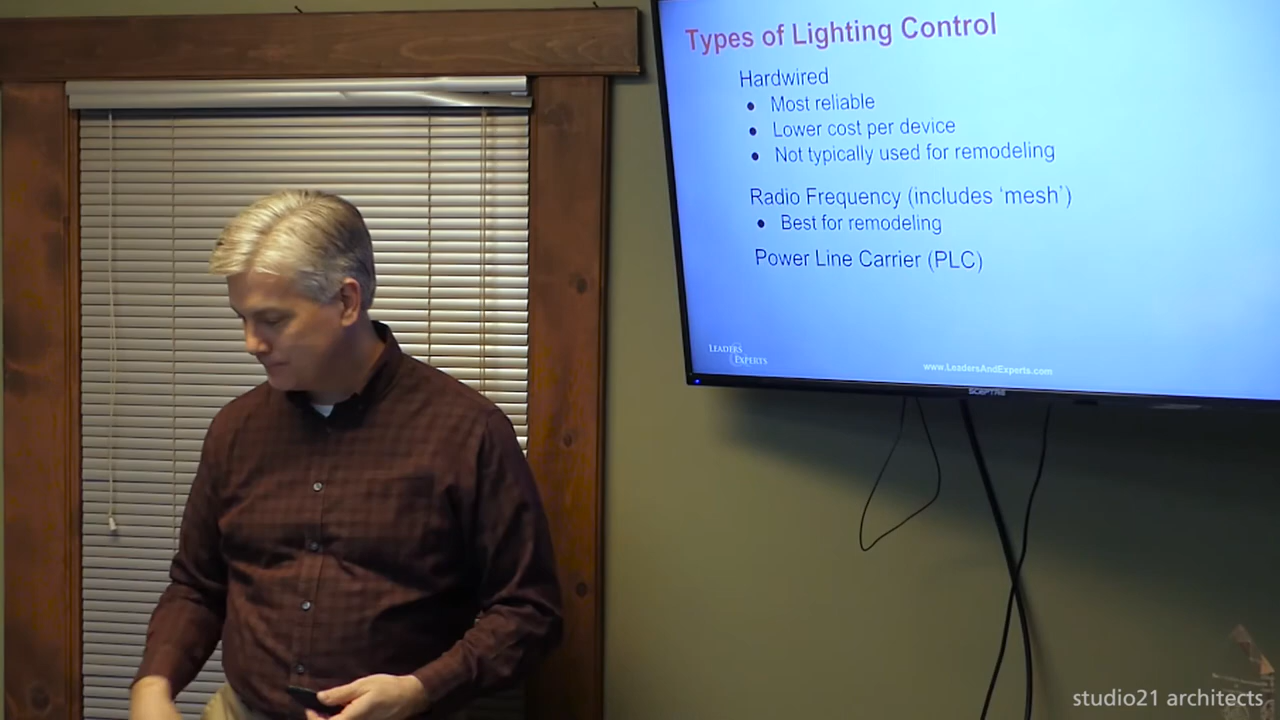 Types of Lighting Control
Hardwired
• Most reliable
• Lower cost per device
• Not typically used for remodeling
Radio Frequency (includes ‘mesh’)
• Best for remodeling
Power Line Carrier (PLC)
LEADERS
EXPERTS
www.LeadersAndExperts.com
SCEPTRE
studio21 architects